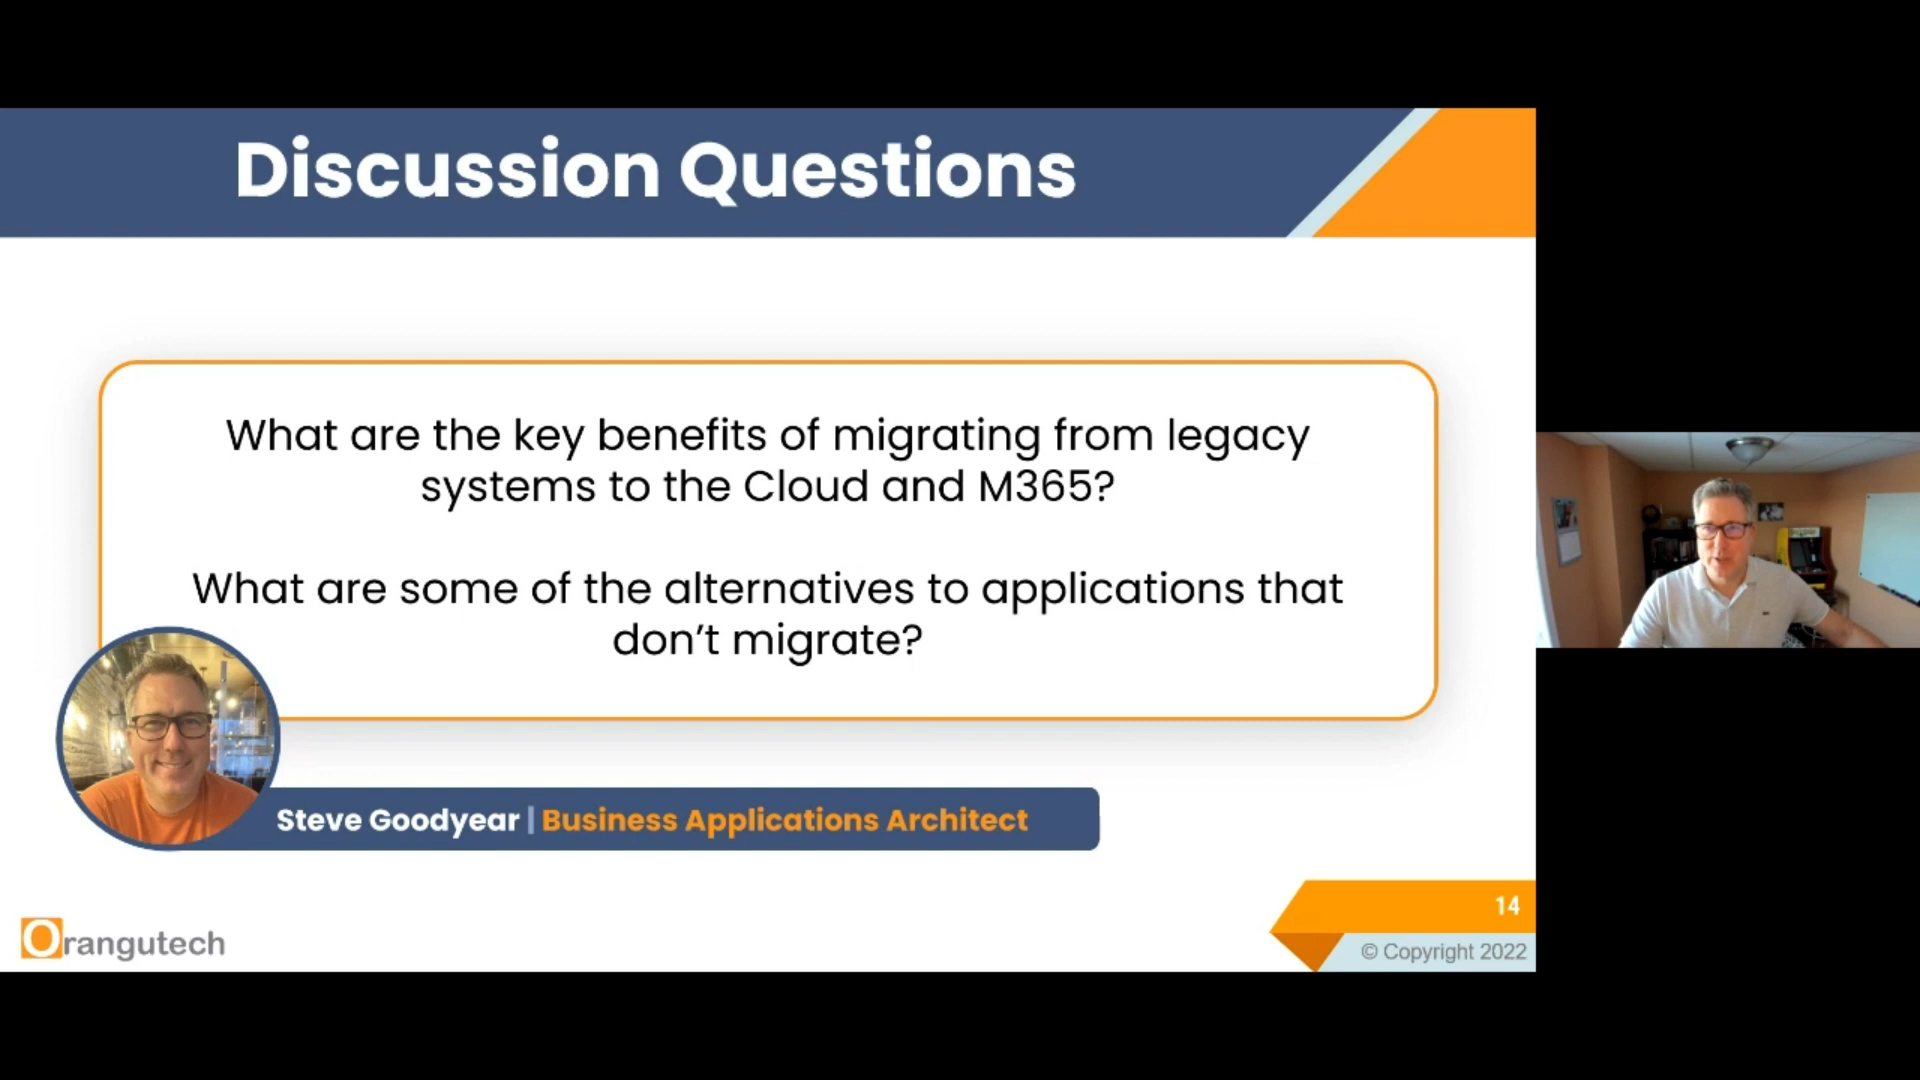 Discussion Questions
What are the key benefits of migrating from legacy
systems to the Cloud and M365?
What are some of the alternatives to applications that
don’t migrate?
Steve Goodyear | Business Applications Architect
14
Orangutech
© Copyright 2022